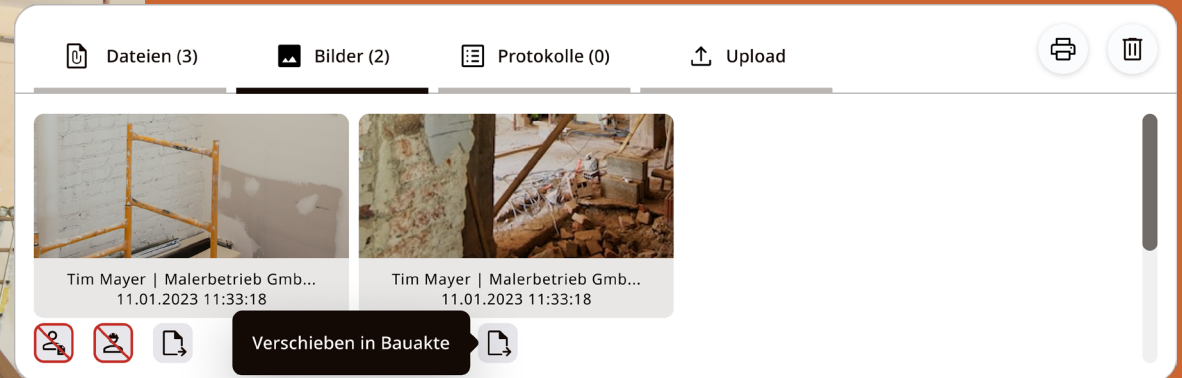 Dateien (3)
Bilder (2)
Protokolle (0)
Upload
Tim Mayer | Malerbetrieb Gmb...
11.01.2023 11:33:18
Tim Mayer | Malerbetrieb Gmb...
11.01.2023 11:33:18
Verschieben in Bauakte